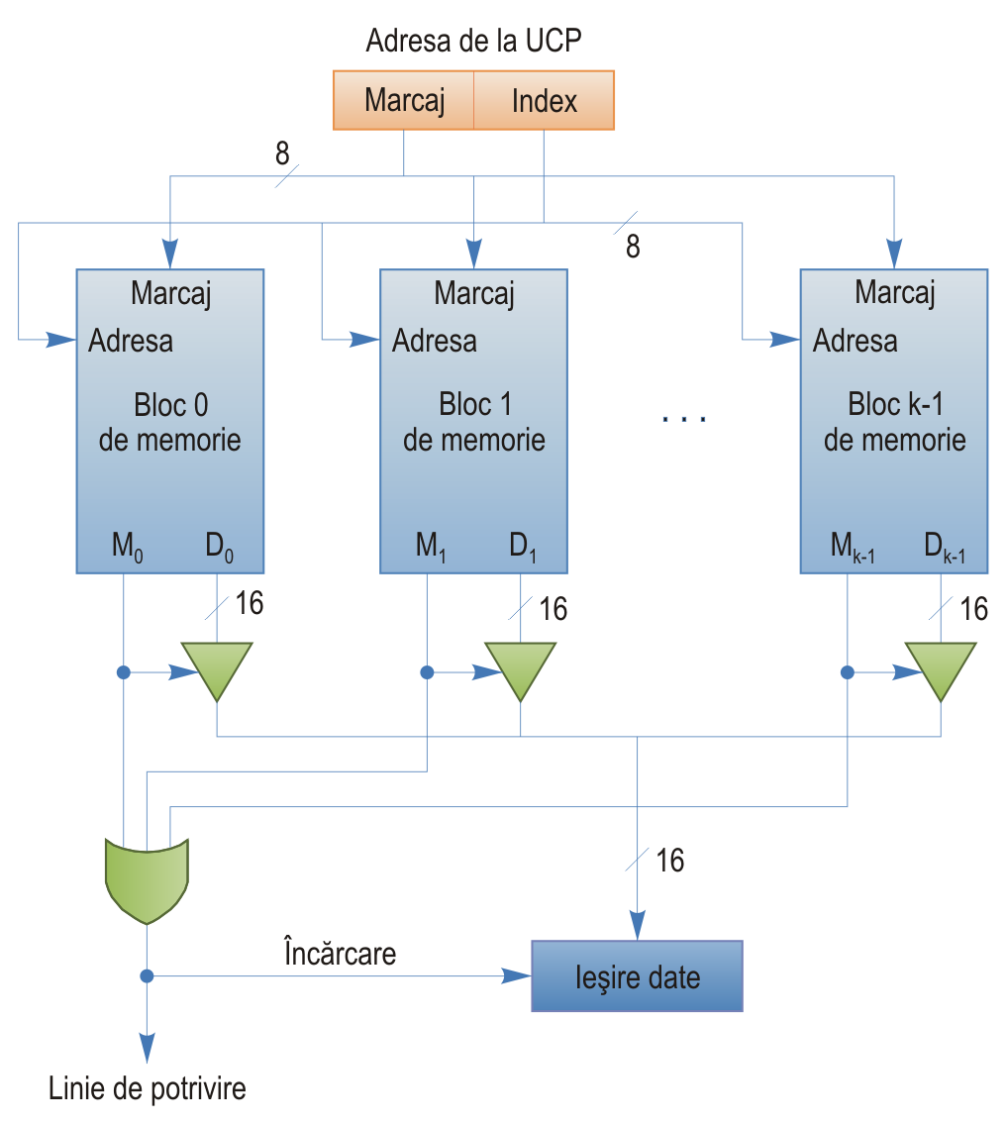 Adresa de la UCP
Marcaj Index
8
8
Marcaj Marcaj Marcaj
Adresa Adresa Adresa
Bloc 0 Bloc 1 . . . Bloc k-1
de memorie de memorie de memorie
M0 D0 M1 D1 Mk-1 Dk-1
16 16 16
16
Încărcare
Ieşire date
Linie de potrivire